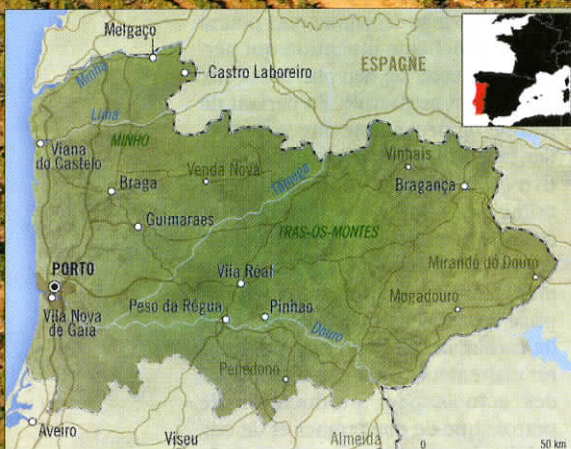 Melgaço
Minho
Castro Laboreiro
ESPAGNE
Lima
MINHO
Viana
do Castelo
Venda Nova
Vinhais
Braga
Tâmega
Bragança
Guimaraes
TRAS-OS-MONTES
PORTO
Vila Real
Mirando do Douro
Vila Nova
de Gaia
Peso da Régua
Pinhao
Mogadouro
Douro
Penedono
Aveiro
Viseu
Almeida
0 50 km